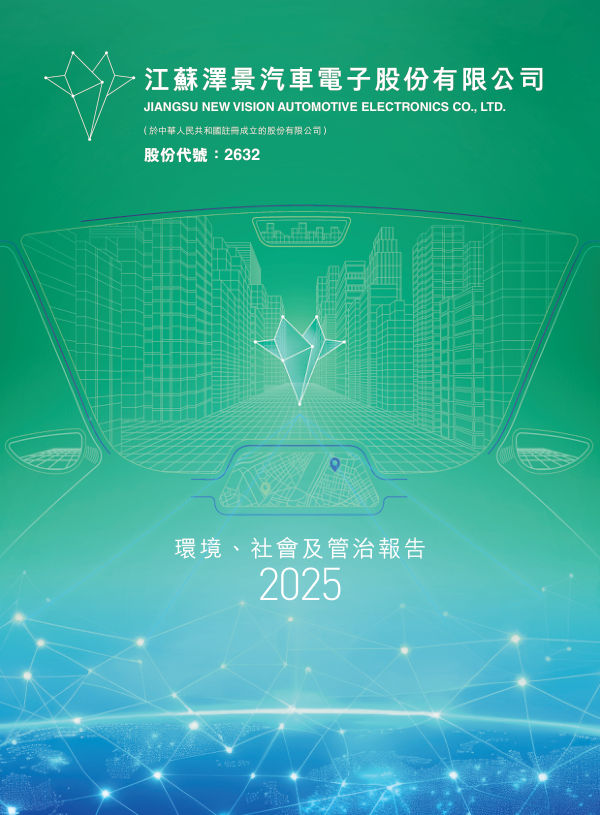 江蘇澤景汽車電子股份有限公司
JIANGSU NEW VISION AUTOMOTIVE ELECTRONICS CO., LTD.
（於中華人民共和國註冊成立的股份有限公司）
股份代號：2632
環境、社會及管治報告
2025